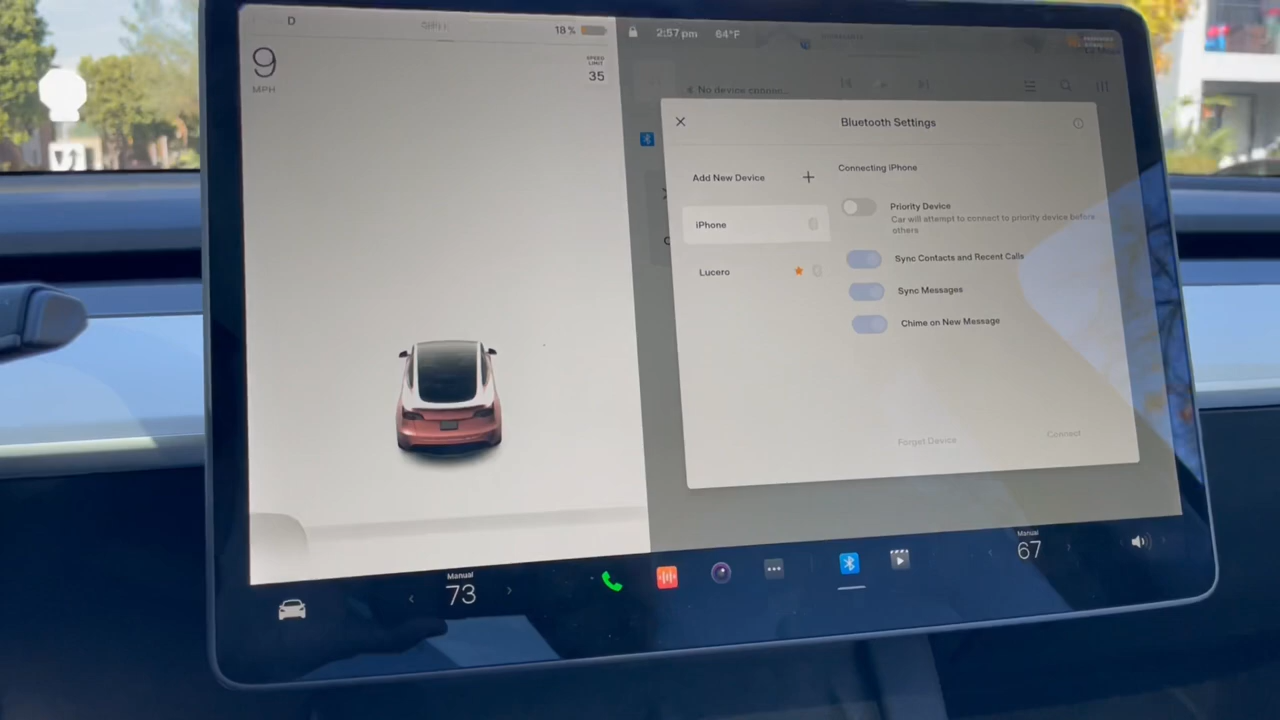 D
18%
2:57pm
64°F
9
MPH
SPEED
LIMIT
35
No device connec...
Bluetooth Settings
Add New Device
Connecting iPhone
iPhone
Priority Device
Car will attempt to connect to priority device before
others
Lucero
Sync Contacts and Recent Calls
Sync Messages
Chime on New Message
Forget Device
Connect
Manual
73
Manual
67